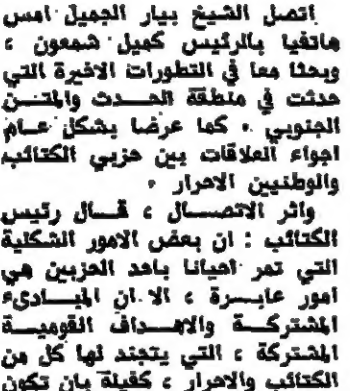 اتصل الشيخ بيار الجميل امس
هاتفيا بالرئيس كميل شمعون ،
وبحثا معا في التطورات الاخيرة التي
حدثت في منطقة الحدث والمتن
الجنوبي . كما عرضا بشكل عام
اجواء العلاقات بين حزبي الكتائب
والوطنيين الاحرار .
واثر الاتصال ، قال رئيس
الكتائب : ان بعض الامور الشكلية
التي تمر احيانا باحد الحزبين هي
امور عابرة ، الا ان المبادىء
المشتركة والاهداف القومية
المشتركة ، التي يتجند لها كل من
الكتائب والاحرار ، كفيلة بان تكون